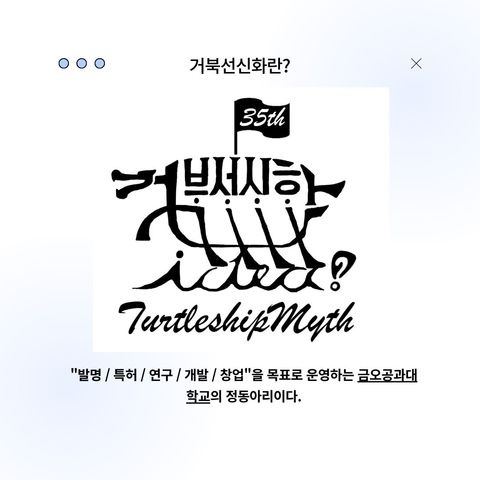 거북선신화란?
35th
거북선신화
idea?
TurtleshipMyth
"발명 / 특허 / 연구 / 개발 / 창업"을 목표로 운영하는 금오공과대
학교의 정동아리이다.